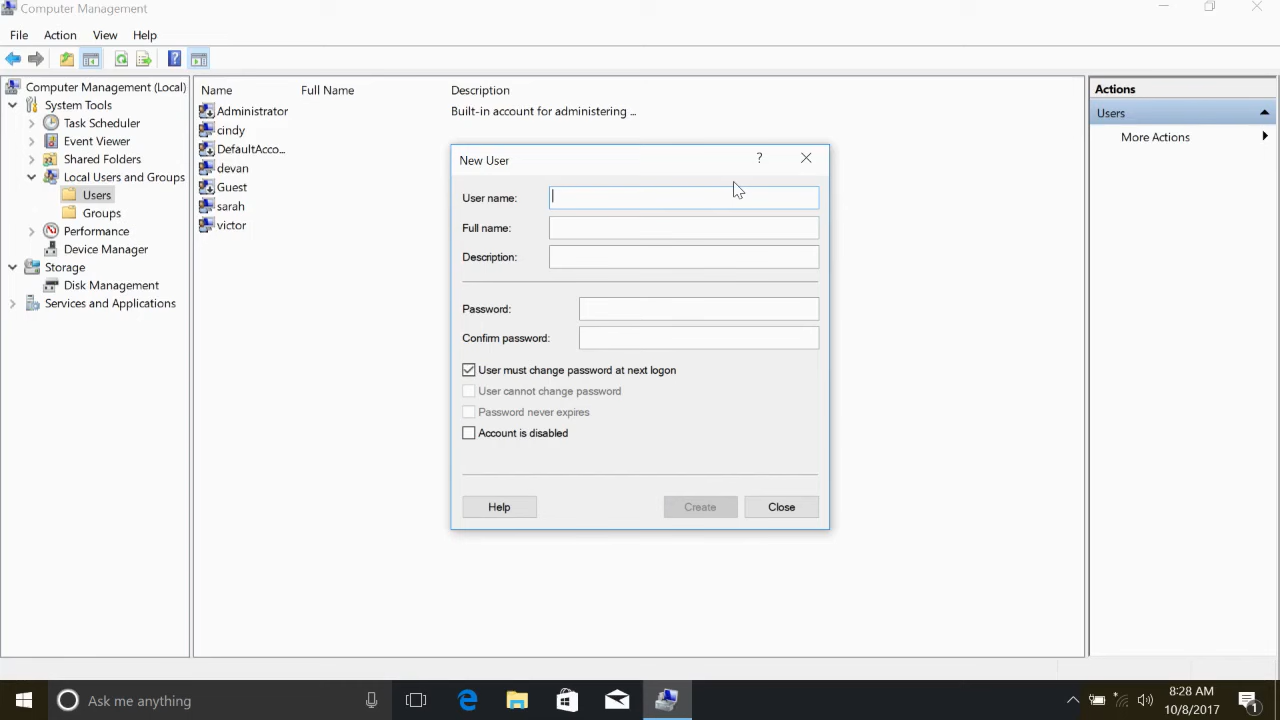 Computer Management
File Action View Help
Computer Management (Local)
System Tools
Task Scheduler
Event Viewer
Shared Folders
Local Users and Groups
Users
Groups
Performance
Device Manager
Storage
Disk Management
Services and Applications
Name Full Name Description
Administrator Built-in account for administering ...
cindy
DefaultAcco...
devan
Guest
sarah
victor
Actions
Users
More Actions
New User
?
User name:
Full name:
Description:
Password:
Confirm password:
User must change password at next logon
User cannot change password
Password never expires
Account is disabled
Help Create Close
Ask me anything
8:28 AM
10/8/2017
1